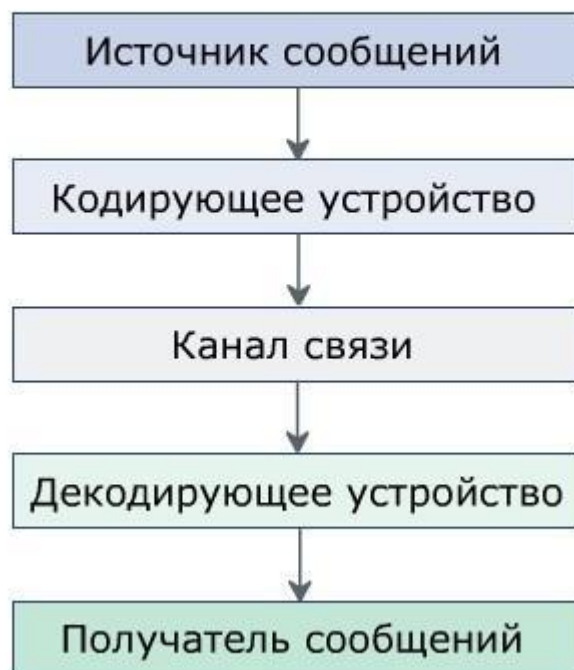 Источник сообщений
Кодирующее устройство
Канал связи
Декодирующее устройство
Получатель сообщений